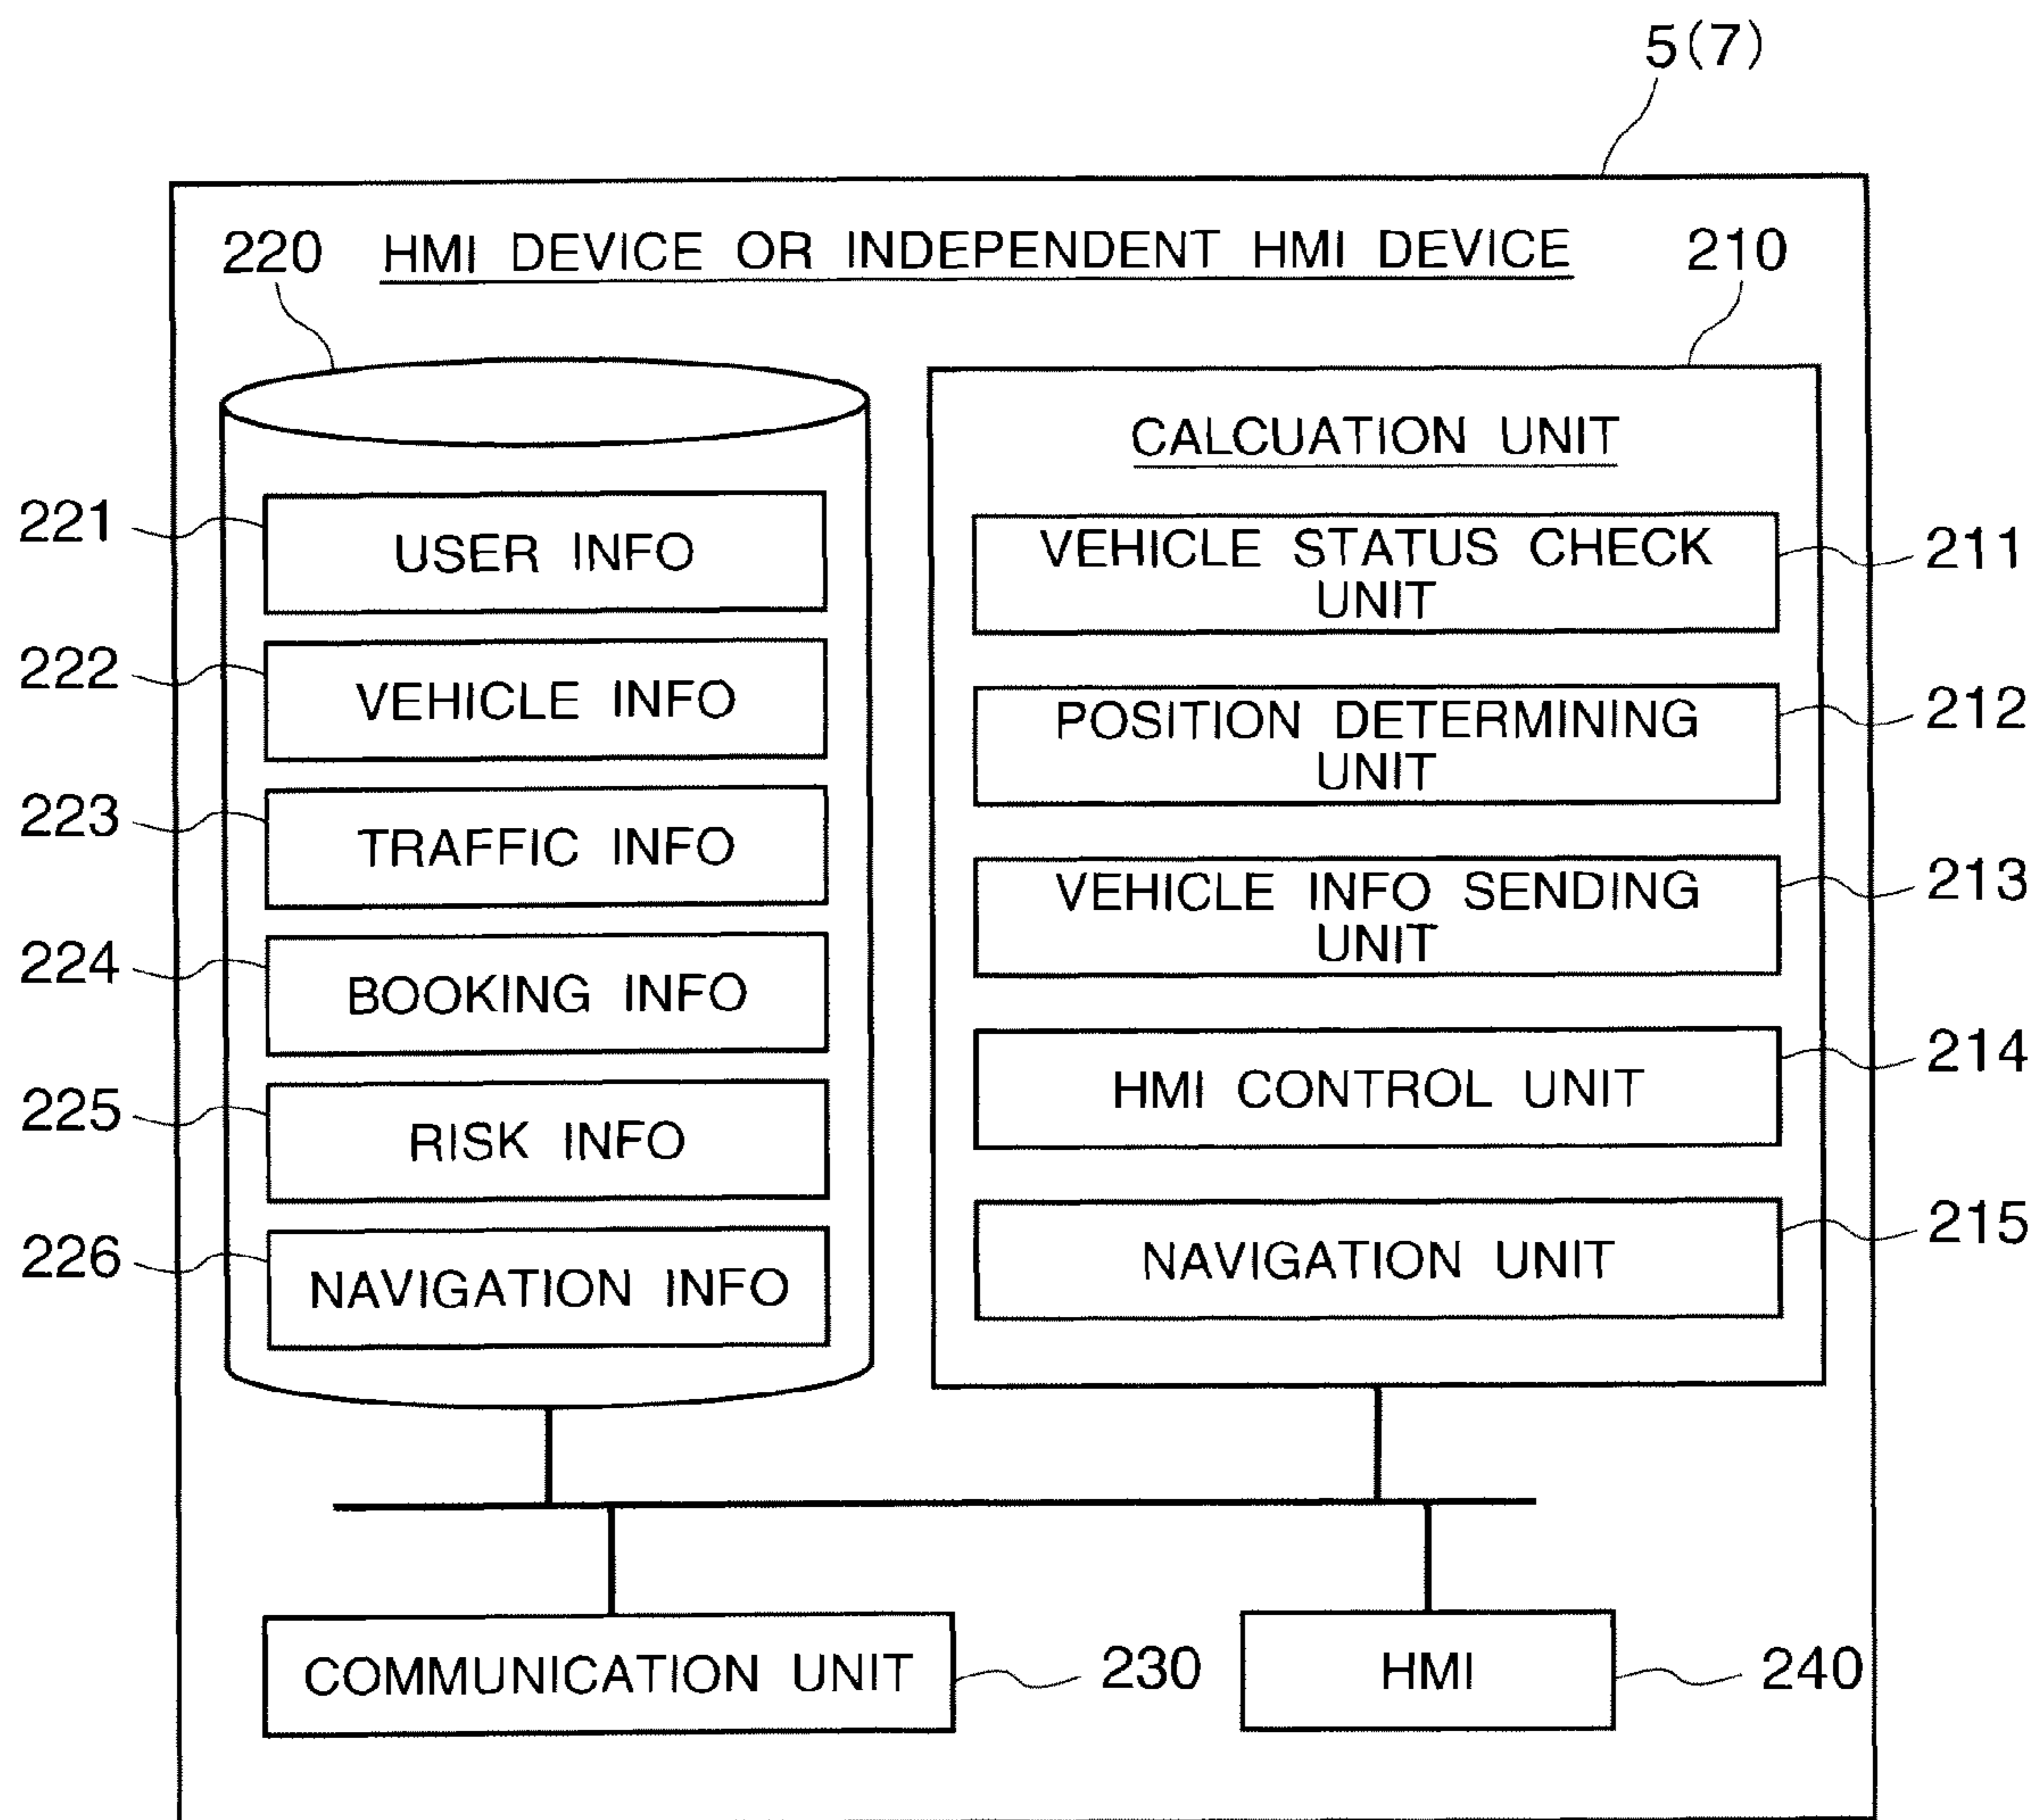 5(7)
HMI DEVICE OR INDEPENDENT HMI DEVICE
220
210
CALCUATION UNIT
221
USER INFO
222
VEHICLE INFO
223
TRAFFIC INFO
224
BOOKING INFO
225
RISK INFO
226
NAVIGATION INFO
VEHICLE STATUS CHECK
UNIT
211
POSITION DETERMINING
UNIT
212
VEHICLE INFO SENDING
UNIT
213
HMI CONTROL UNIT
214
NAVIGATION UNIT
215
COMMUNICATION UNIT
230
HMI
240